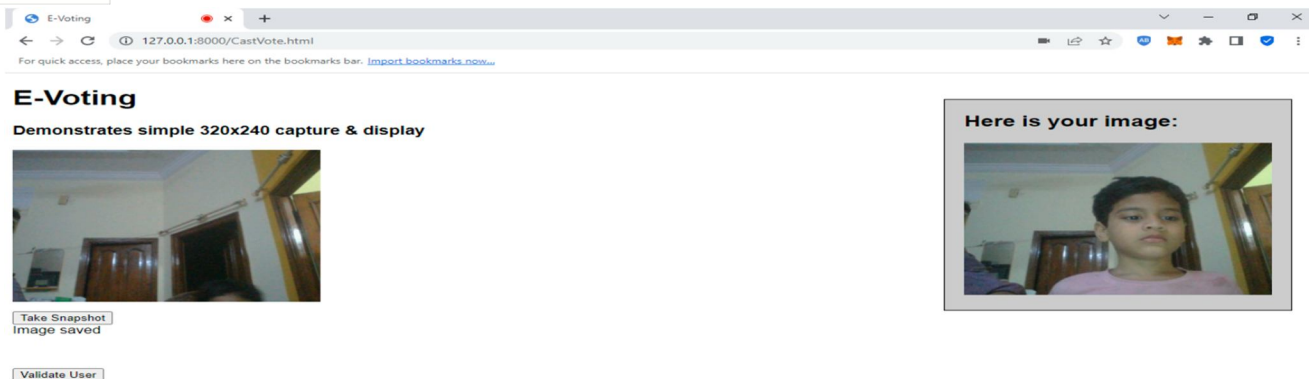 E-Voting
127.0.0.1:8000/CastVote.html
For quick access, place your bookmarks here on the bookmarks bar. Import bookmarks now...
E-Voting
Demonstrates simple 320x240 capture & display
Take Snapshot
Image saved
Validate User
Here is your image: